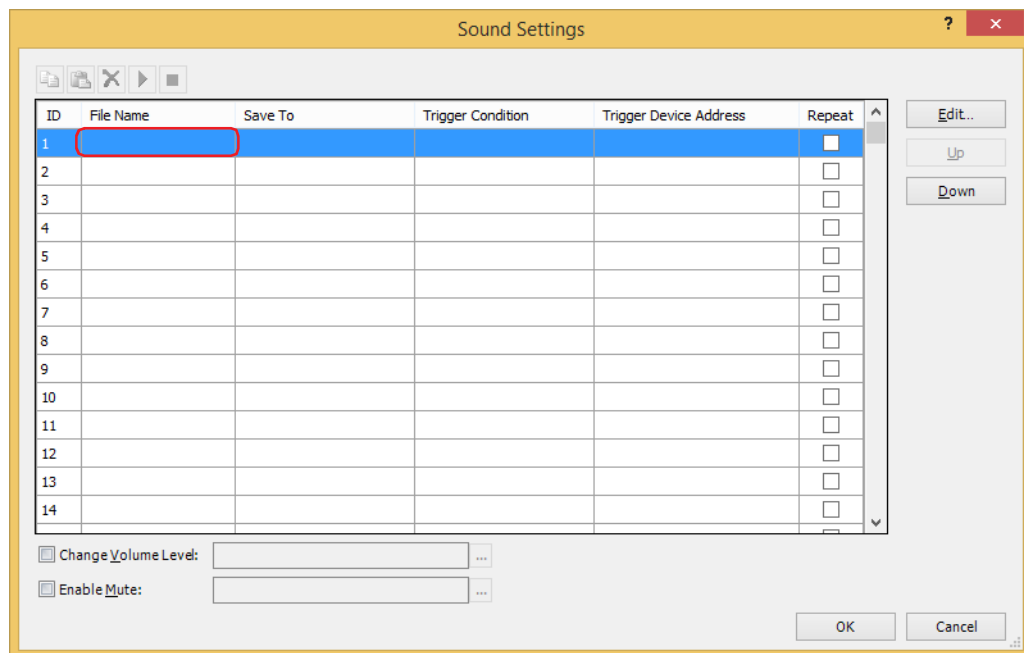 Sound Settings
?
ID File Name Save To Trigger Condition Trigger Device Address Repeat
Edit...
1
Up
2
Down
3
4
5
6
7
8
9
10
11
12
13
14
Change Volume Level: ...
Enable Mute: ...
OK Cancel